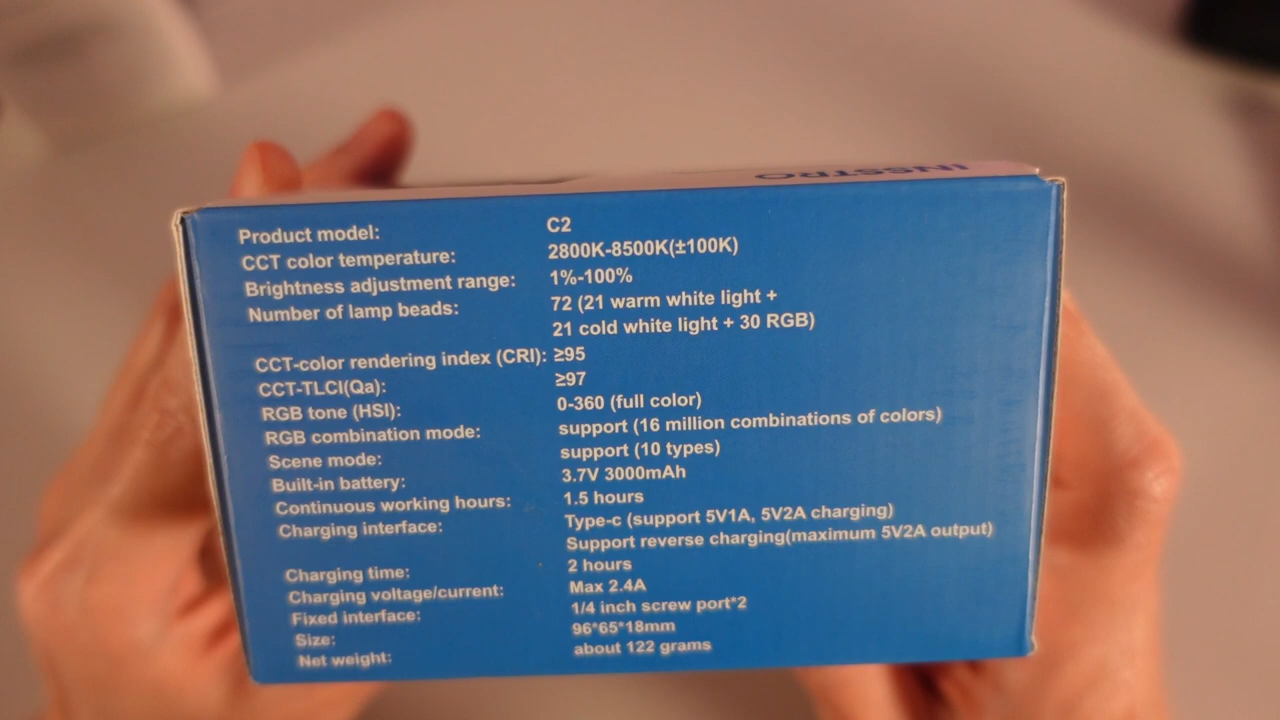 INSSTRO
Product model: C2
CCT color temperature: 2800K-8500K(±100K)
Brightness adjustment range: 1%-100%
Number of lamp beads: 72 (21 warm white light +
21 cold white light + 30 RGB)
CCT-color rendering index (CRI): ≥95
CCT-TLCI(Qa): ≥97
RGB tone (HSI): 0-360 (full color)
RGB combination mode: support (16 million combinations of colors)
Scene mode: support (10 types)
Built-in battery: 3.7V 3000mAh
Continuous working hours: 1.5 hours
Charging interface: Type-c (support 5V1A, 5V2A charging)
Support reverse charging(maximum 5V2A output)
Charging time: 2 hours
Charging voltage/current: Max 2.4A
Fixed interface: 1/4 inch screw port*2
Size: 96*65*18mm
Net weight: about 122 grams